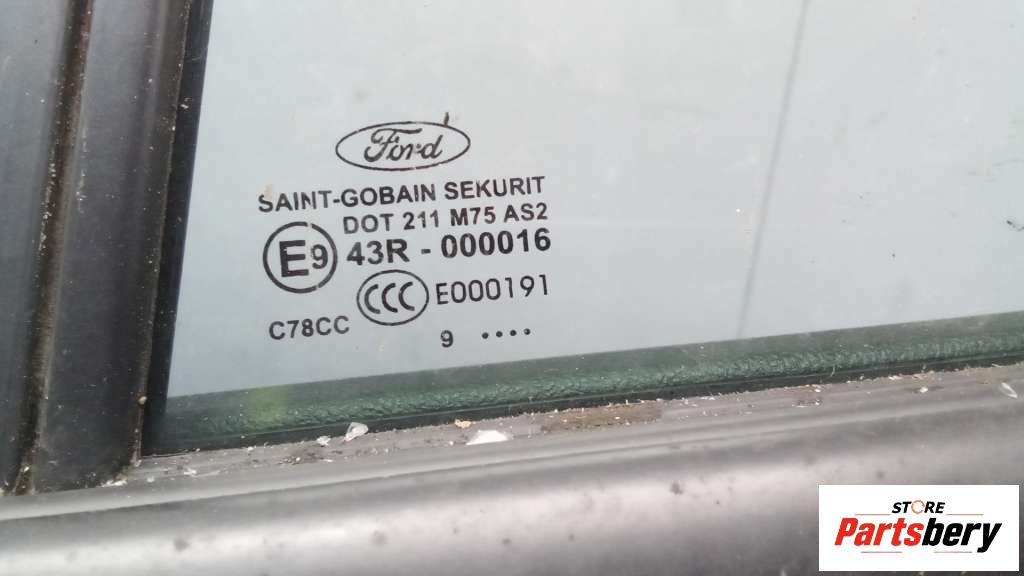 Ford
SAINT-GOBAIN SEKURIT
DOT 211 M75 AS2
E9 43R - 000016
CCC E000191
C78CC
9 ••••
STORE
Partsbery